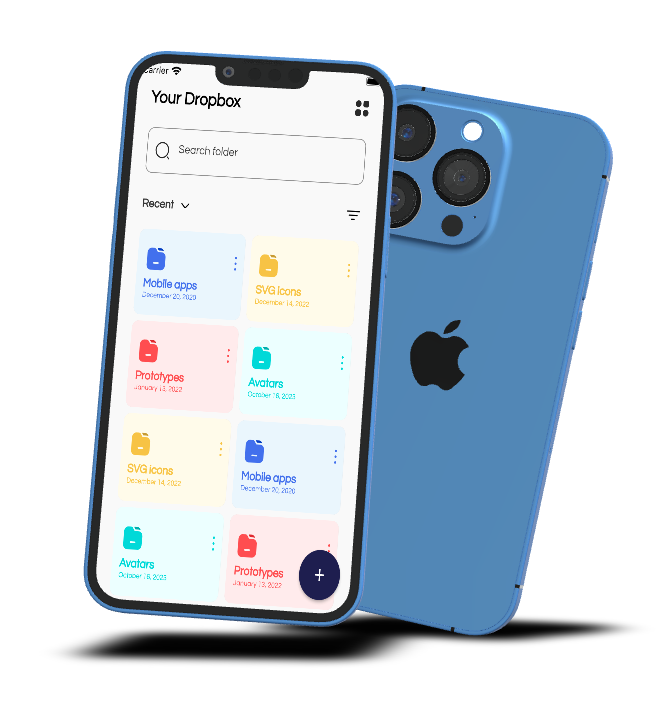 Your Dropbox
Search folder
Recent
Mobile apps
December 20, 2020
SVG icons
December 14, 2022
Prototypes
January 13, 2022
Avatars
October 16, 2023
SVG icons
December 14, 2022
Mobile apps
December 20, 2020
Avatars
October 16, 2023
Prototypes
January 13, 2022
+